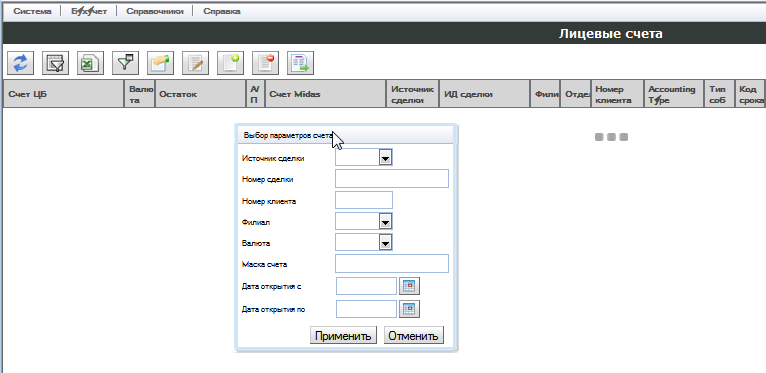 Система Бухучет Справочники Справка
Лицевые счета
Счет ЦБ Валю та Остаток А/ П Счет Midas Источник сделки ИД сделки Фили Отдел Номер клиента Accounting Type Тип соб Код срока
Выбор параметров счета
Источник сделки
Номер сделки
Номер клиента
Филиал
Валюта
Маска счета
Дата открытия с
Дата открытия по
Применить Отменить